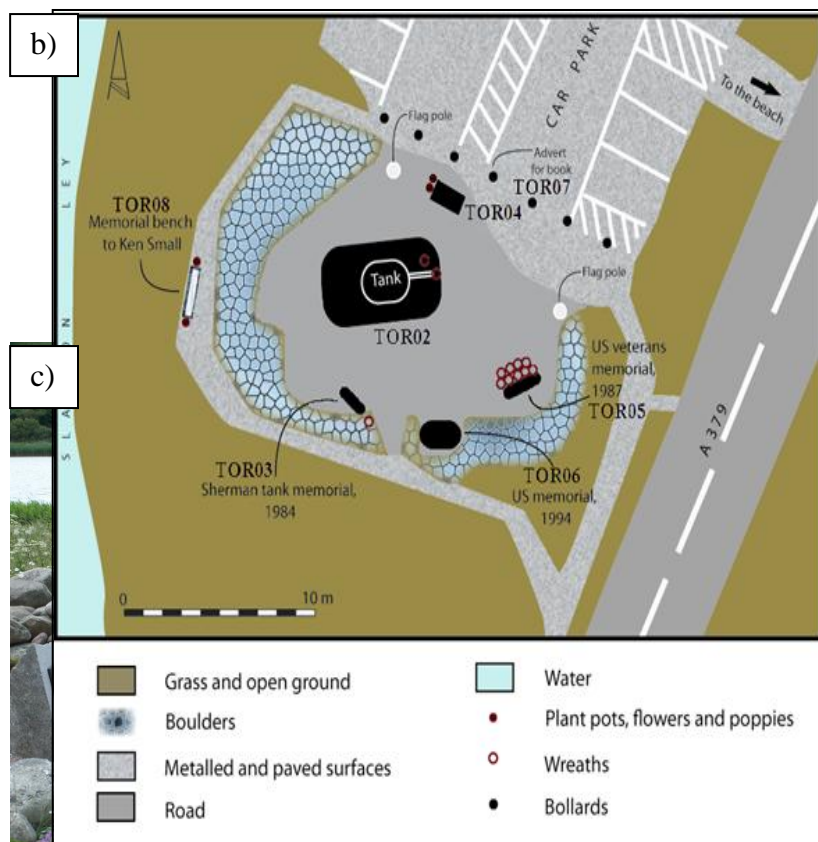 b)
CAR PARK
To the beach
Flag pole
Advert
for book
TOR07
TOR04
TOR08
Memorial bench
to Ken Small
Tank
TOR02
Flag pole
US veterans
memorial,
1987
TOR05
c)
TOR03
Sherman tank memorial,
1984
TOR06
US memorial,
1994
A 379
LEY
0
10 m
Grass and open ground
Boulders
Metalled and paved surfaces
Road
Water
Plant pots, flowers and poppies
Wreaths
Bollards